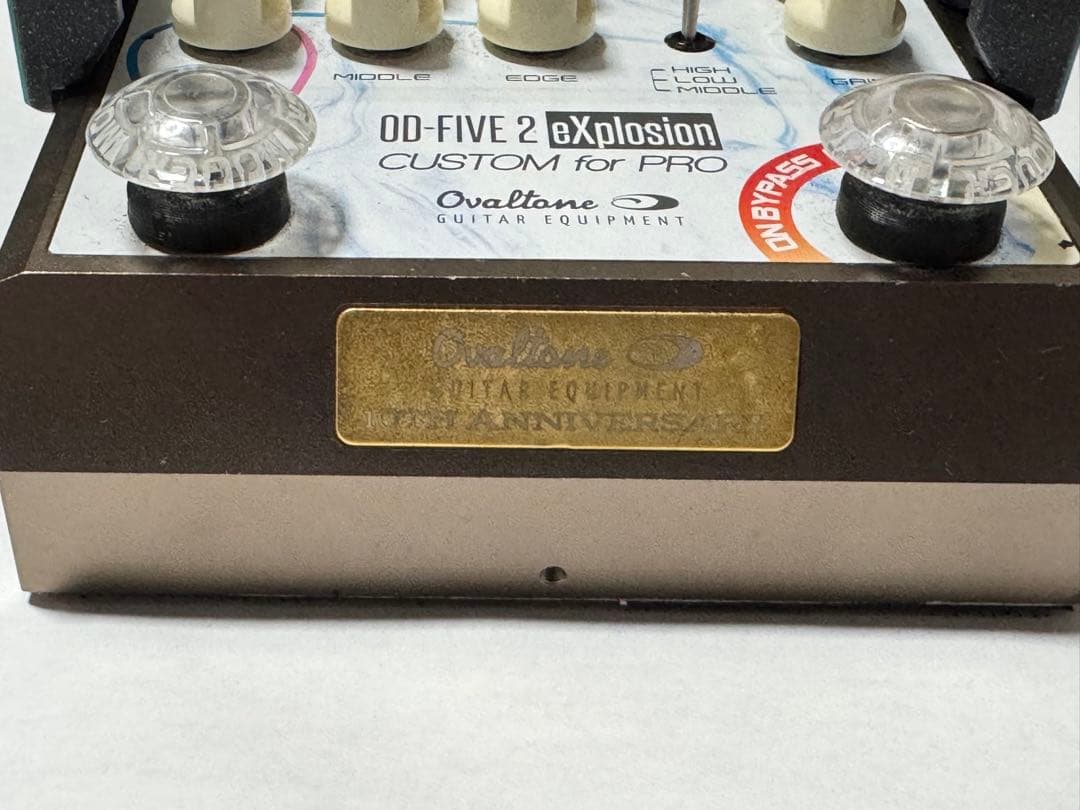 MIDDLE
EDGE
HIGH
LOW
MIDDLE
OD-FIVE 2 eXplosion
CUSTOM for PRO
Ovaltone
GUITAR EQUIPMENT
ON BYPASS
Ovaltone
GUITAR EQUIPMENT
10TH ANNIVERSARY